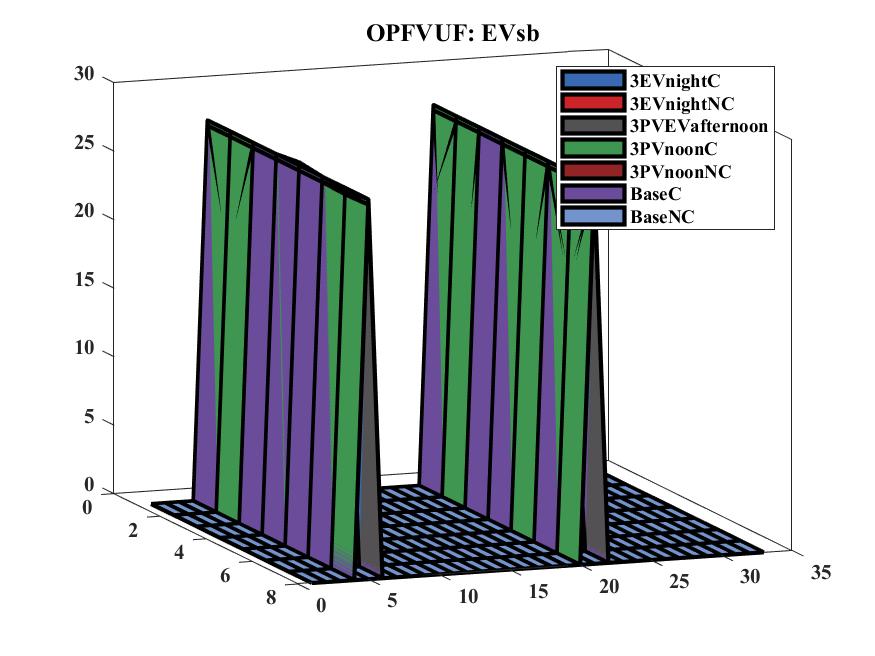 OPFVUF: EVsb
3EVnightC
3EVnightNC
3PVEVafternoon
3PVnoonC
3PVnoonNC
BaseC
BaseNC
30
25
20
15
10
5
0
0
2
4
6
8
0
5
10
15
20
25
30
35